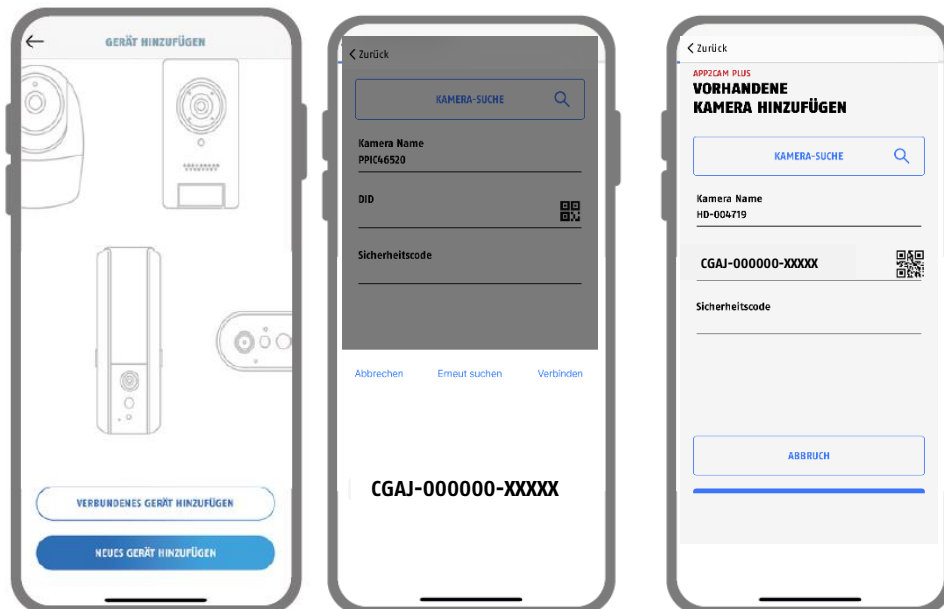 GERÄT HINZUFÜGEN
VERBUNDENES GERÄT HINZUFÜGEN
NEUES GERÄT HINZUFÜGEN
Zurück
KAMERA-SUCHE
Kamera Name
PPIC46520
DID
Sicherheitscode
Abbrechen Erneut suchen Verbinden
CGAJ-000000-XXXXX
Zurück
APP2CAM PLUS
VORHANDENE
KAMERA HINZUFÜGEN
KAMERA-SUCHE
Kamera Name
HD-004719
CGAJ-000000-XXXXX
Sicherheitscode
ABBRUCH